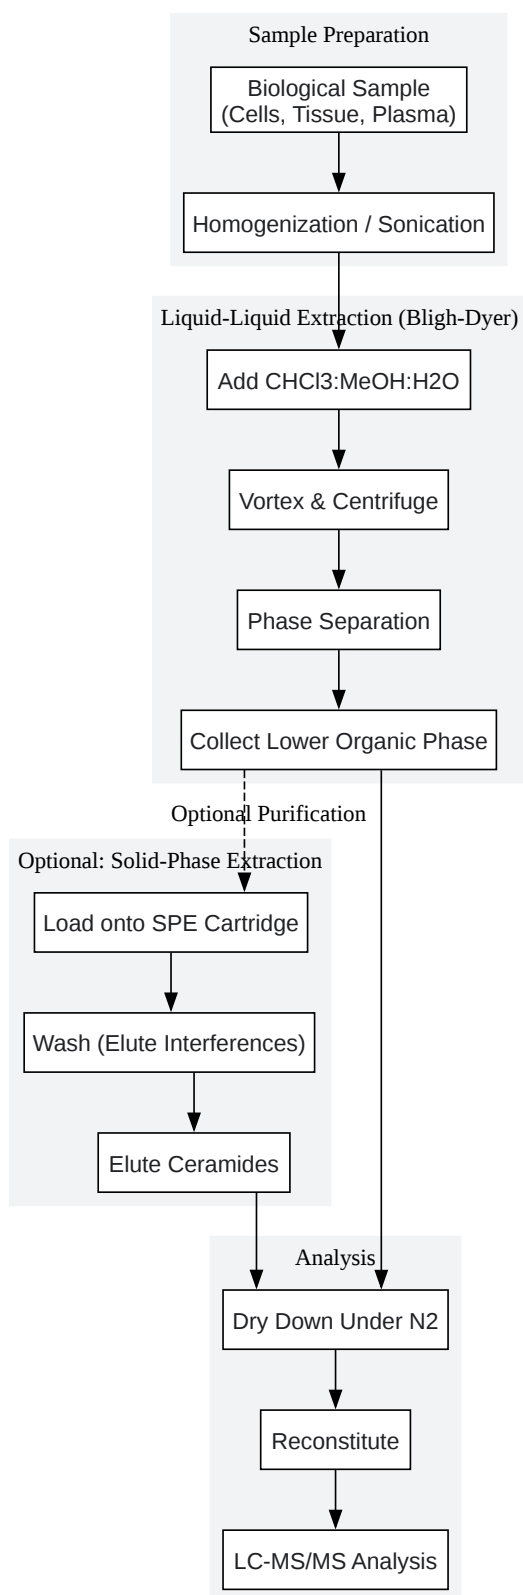 Sample Preparation
Biological Sample
(Cells, Tissue, Plasma)
Homogenization / Sonication
Liquid-Liquid Extraction (Bligh-Dyer)
Add CHCl3:MeOH:H2O
Vortex & Centrifuge
Phase Separation
Collect Lower Organic Phase
Optional Purification
Optional: Solid-Phase Extraction
Load onto SPE Cartridge
Wash (Elute Interferences)
Elute Ceramides
Analysis
Dry Down Under N2
Reconstitute
LC-MS/MS Analysis